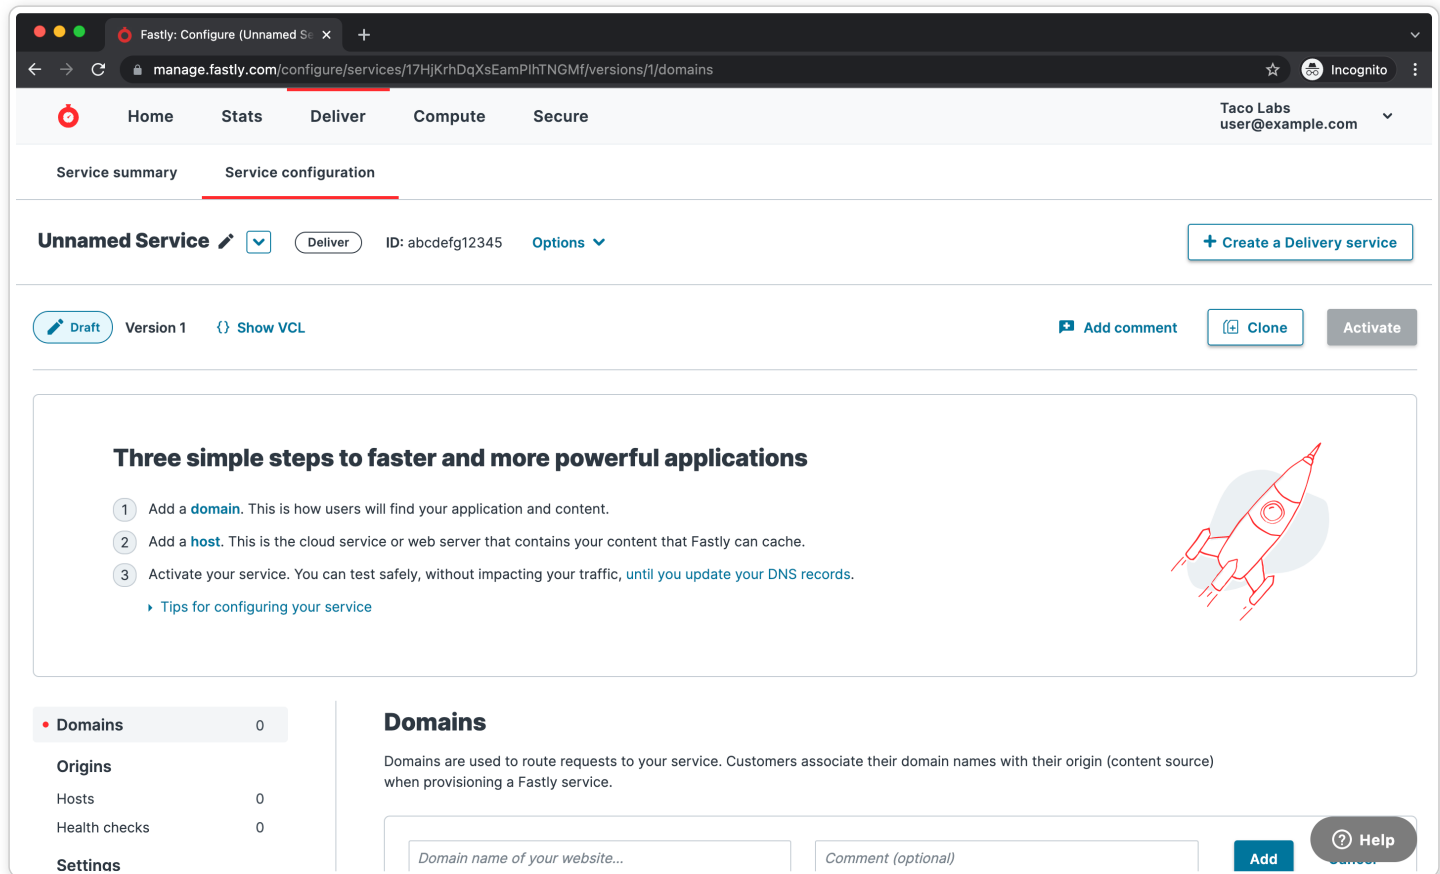 Fastly: Configure (Unnamed Se
manage.fastly.com/configure/services/17HjKrhDqXsEamPIhTNGMf/versions/1/domains
Incognito
Home Stats Deliver Compute Secure
Taco Labs
user@example.com
Service summary Service configuration
Unnamed Service Deliver ID: abcdefg12345 Options + Create a Delivery service
Draft Version 1 {} Show VCL Add comment Clone Activate
Three simple steps to faster and more powerful applications
1 Add a domain. This is how users will find your application and content.
2 Add a host. This is the cloud service or web server that contains your content that Fastly can cache.
3 Activate your service. You can test safely, without impacting your traffic, until you update your DNS records.
Tips for configuring your service
Domains 0
Origins
Hosts 0
Health checks 0
Settings
Domains
Domains are used to route requests to your service. Customers associate their domain names with their origin (content source)
when provisioning a Fastly service.
Domain name of your website... Comment (optional) Add
? Help